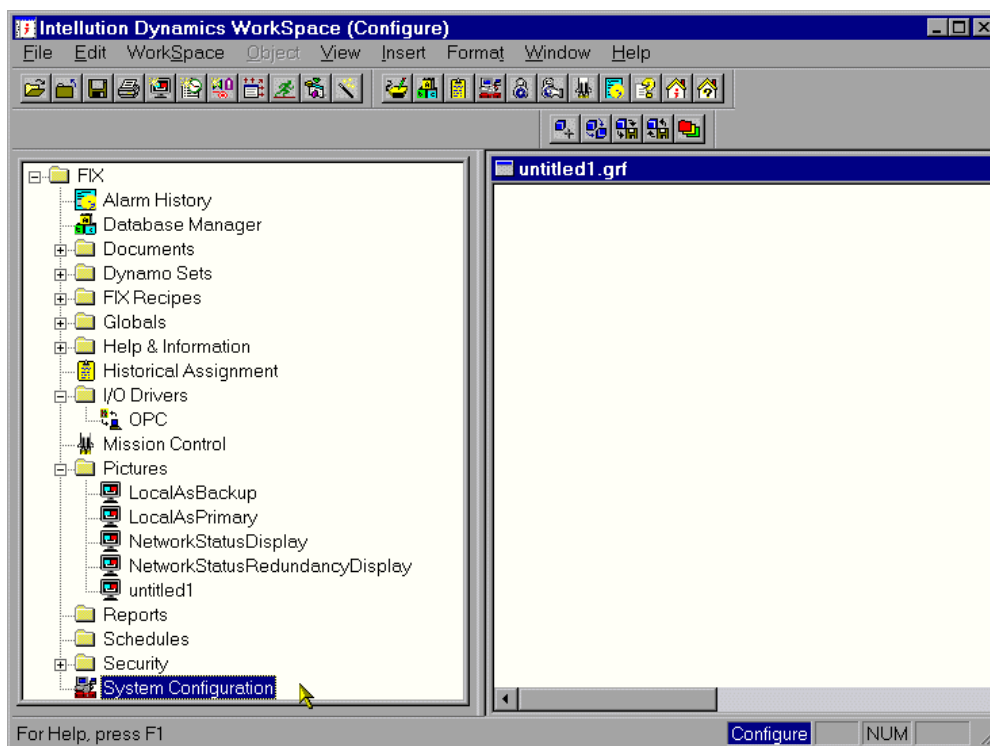 Intellution Dynamics WorkSpace (Configure)
File Edit WorkSpace Object View Insert Format Window Help
FIX
Alarm History
Database Manager
Documents
Dynamo Sets
FIX Recipes
Globals
Help & Information
Historical Assignment
I/O Drivers
OPC
Mission Control
Pictures
LocalAsBackup
LocalAsPrimary
NetworkStatusDisplay
NetworkStatusRedundancyDisplay
untitled1
Reports
Schedules
Security
System Configuration
untitled1.grf
For Help, press F1
Configure NUM